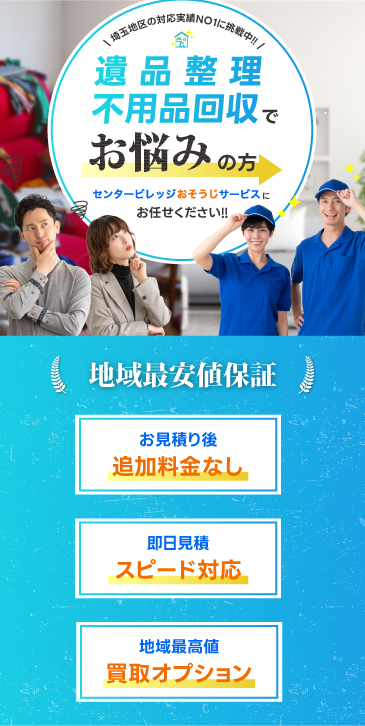 \ 埼玉地区の対応実績NO1に挑戦中!! /
遺品整理
不用品回収で
お悩みの方
センタービレッジおそうじサービスに
お任せください!!
地域最安値保証
お見積り後
追加料金なし
即日見積
スピード対応
地域最高値
買取オプション